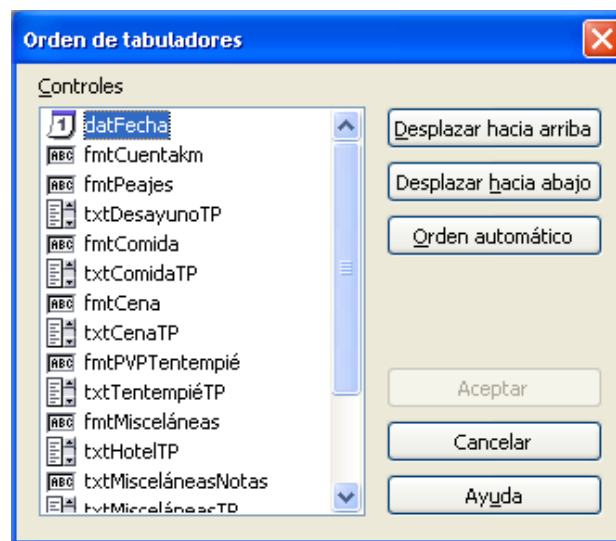 Orden de tabuladores
Controles
datFecha
fmtCuentakm
fmtPeajes
txtDesayunoTP
fmtComida
txtComidaTP
fmtCena
txtCenaTP
fmtPVPTentempié
txtTentempiéTP
fmtMisceláneas
txtHotelTP
txtMisceláneasNotas
txtMisceláneasTP
Desplazar hacia arriba
Desplazar hacia abajo
Orden automático
Aceptar
Cancelar
Ayuda